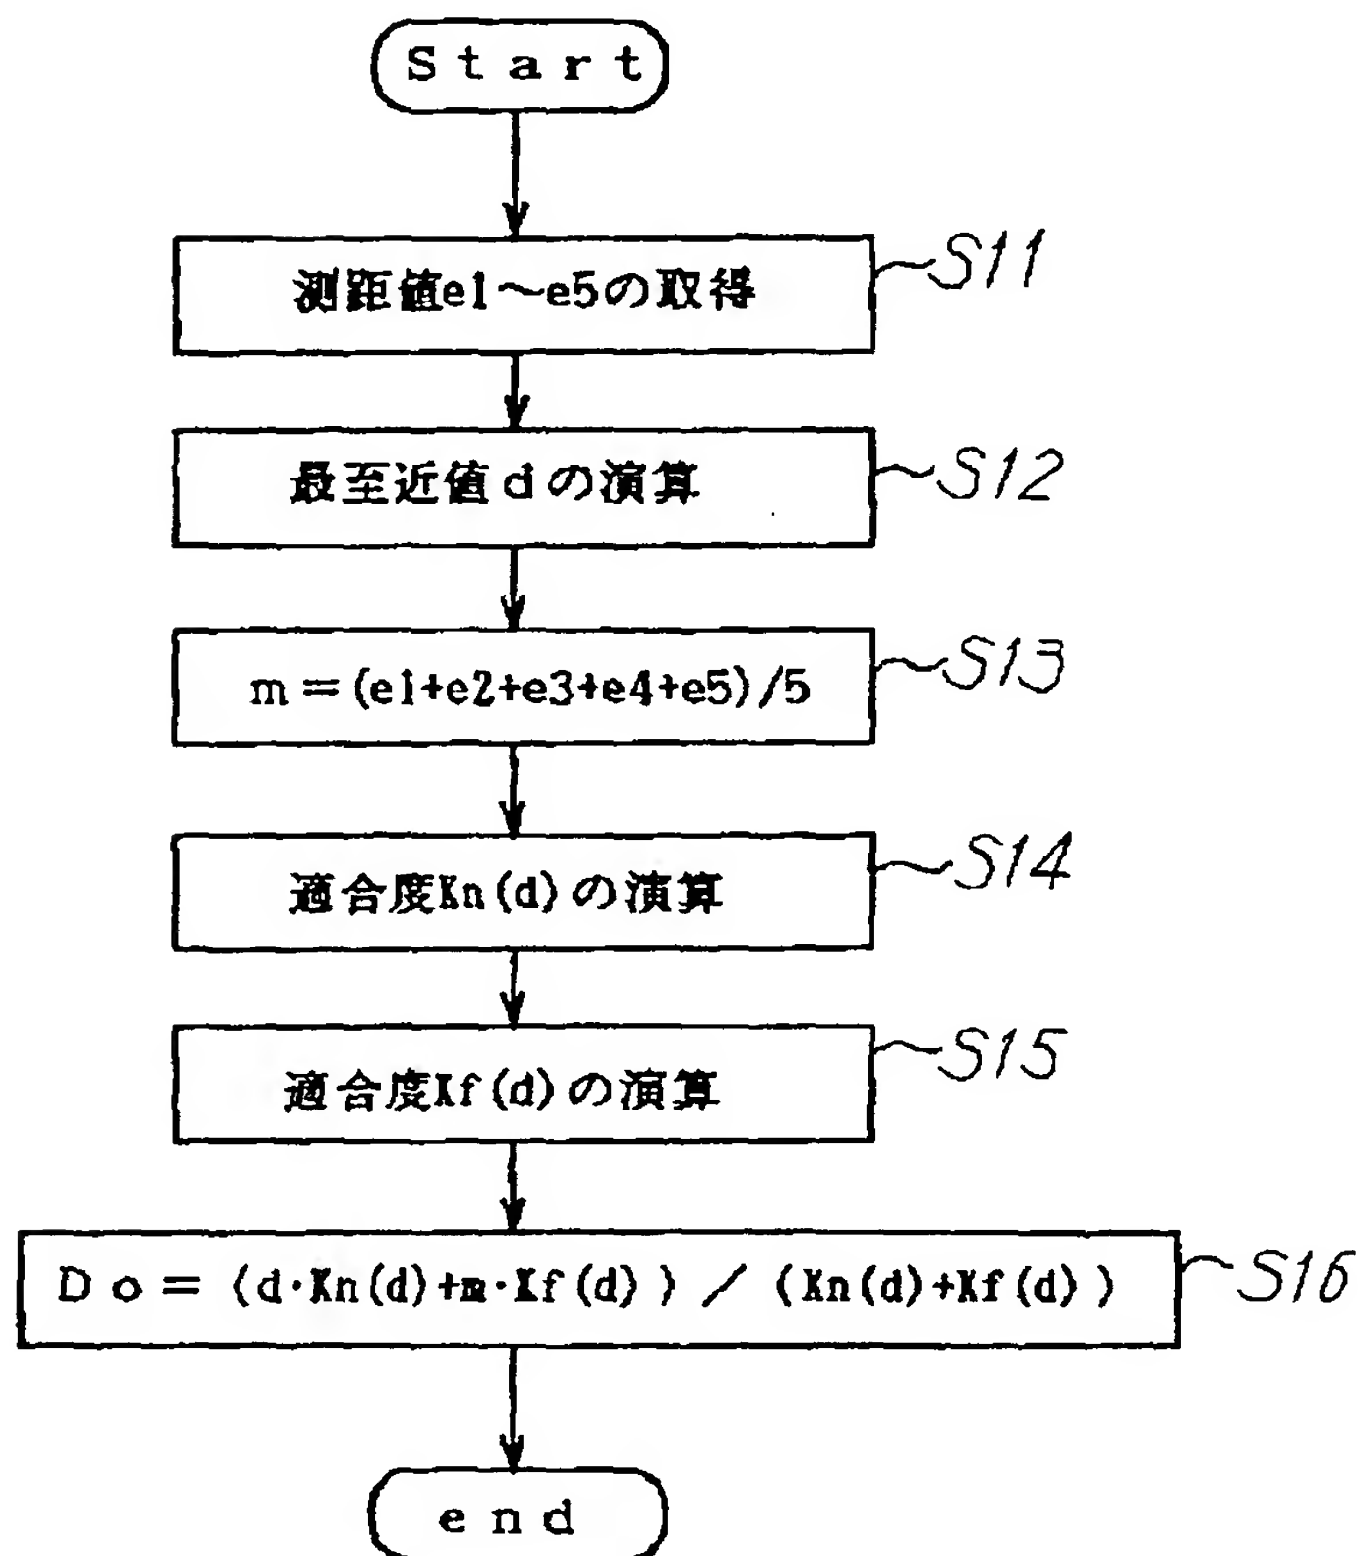 Start
測距値e1～e5の取得
S11
最至近値dの演算
S12
m=(e1+e2+e3+e4+e5)/5
S13
適合度Kn(d)の演算
S14
適合度Kf(d)の演算
S15
Do=(d·Kn(d)+m·Kf(d))/(Kn(d)+Kf(d))
S16
end